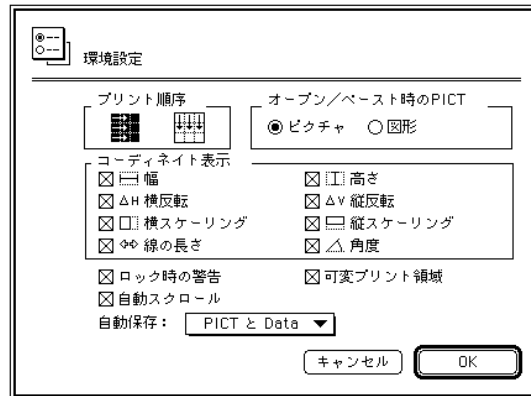 環境設定
プリント順序
オープン/ペースト時のPICT
ピクチャ 図形
コーディネイト表示
幅 高さ
ΔH 横反転 ΔV 縦反転
横スケーリング 縦スケーリング
線の長さ 角度
ロック時の警告 可変プリント領域
自動スクロール
自動保存： PICT と Data
キャンセル OK